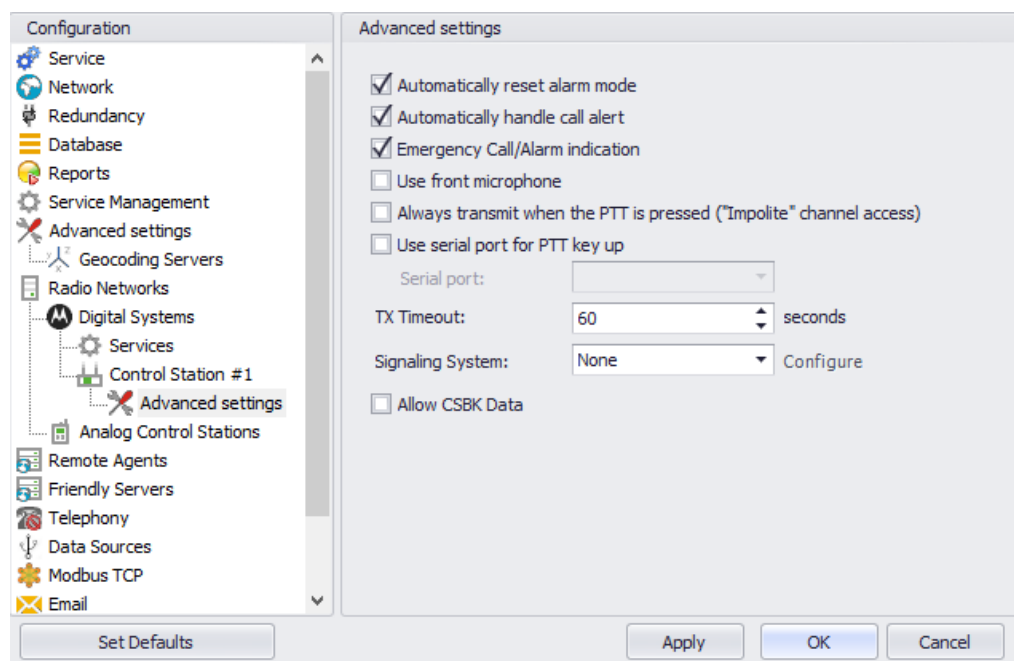 Configuration
Service
Network
Redundancy
Database
Reports
Service Management
Advanced settings
Geocoding Servers
Radio Networks
Digital Systems
Services
Control Station #1
Advanced settings
Analog Control Stations
Remote Agents
Friendly Servers
Telephony
Data Sources
Modbus TCP
Email
Advanced settings
Automatically reset alarm mode
Automatically handle call alert
Emergency Call/Alarm indication
Use front microphone
Always transmit when the PTT is pressed ("Impolite" channel access)
Use serial port for PTT key up
Serial port:
TX Timeout: 60 seconds
Signaling System: None Configure
Allow CSBK Data
Set Defaults Apply OK Cancel